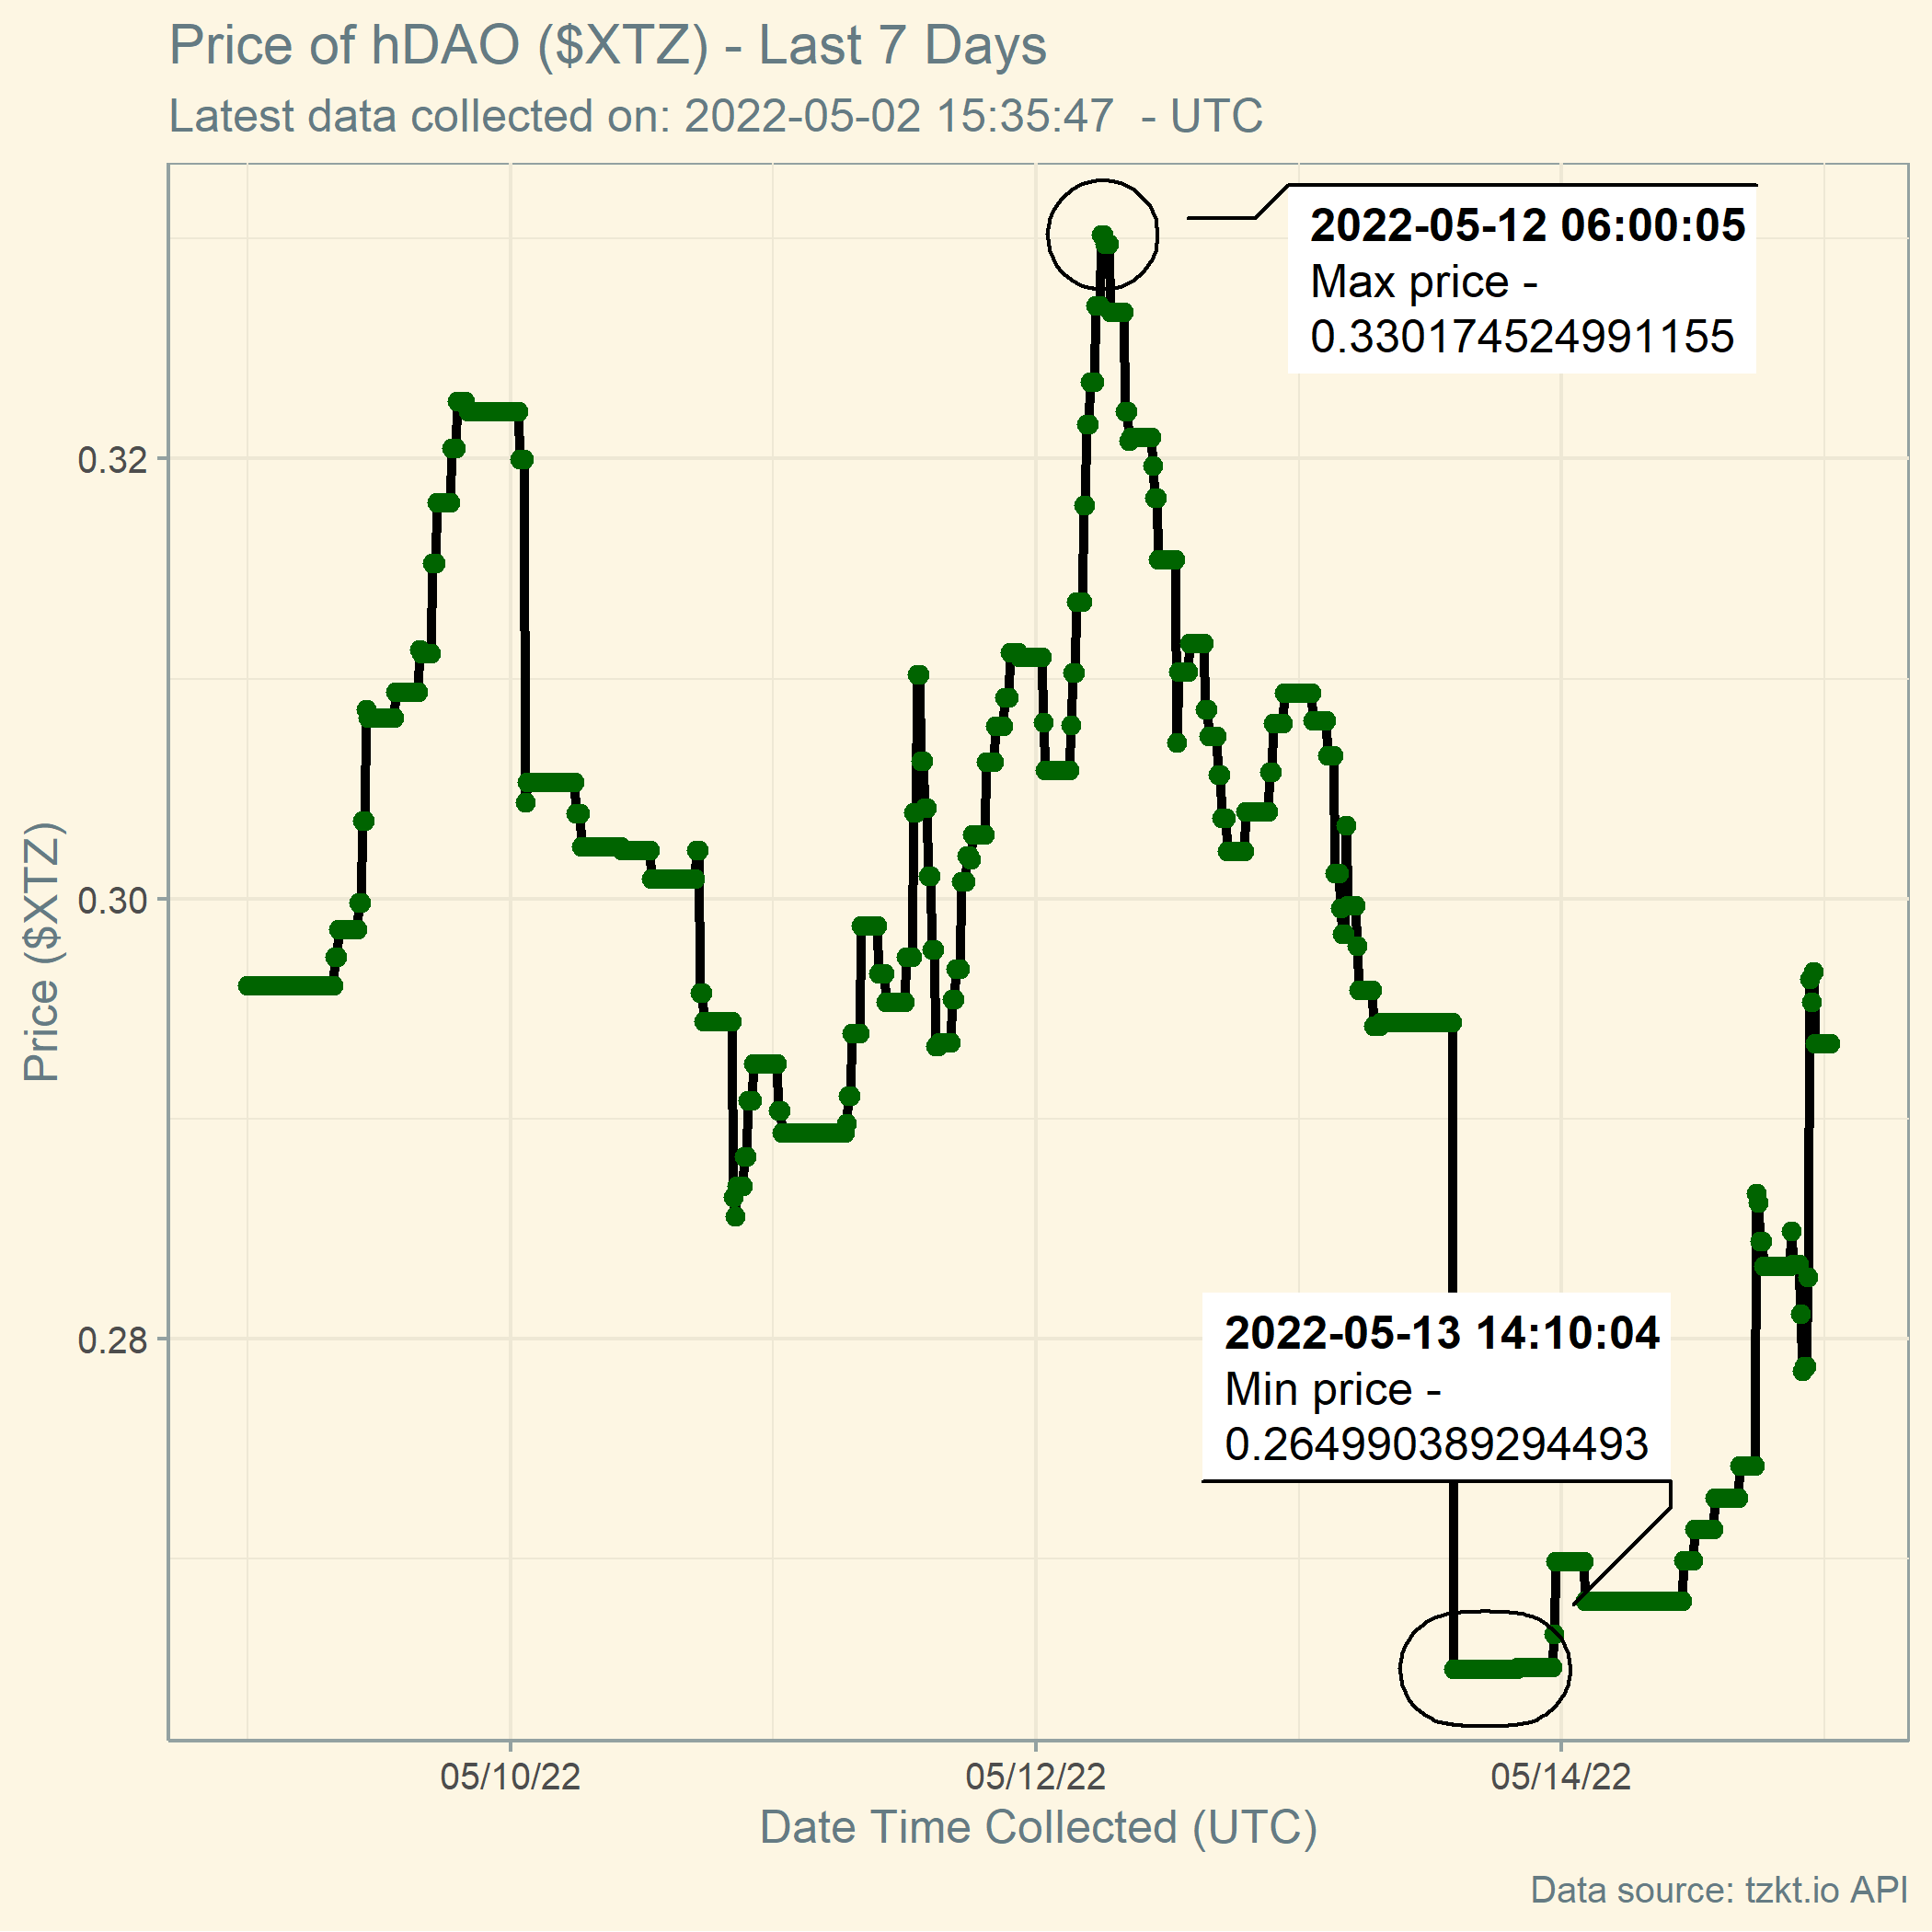 Price of hDAO ($XTZ) - Last 7 Days
Latest data collected on: 2022-05-02 15:35:47  - UTC
2022-05-12 06:00:05
Max price -
0.330174524991155
0.32
0.30
0.28
Price ($XTZ)
2022-05-13 14:10:04
Min price -
0.264990389294493
05/10/22
05/12/22
05/14/22
Date Time Collected (UTC)
Data source: tzkt.io API